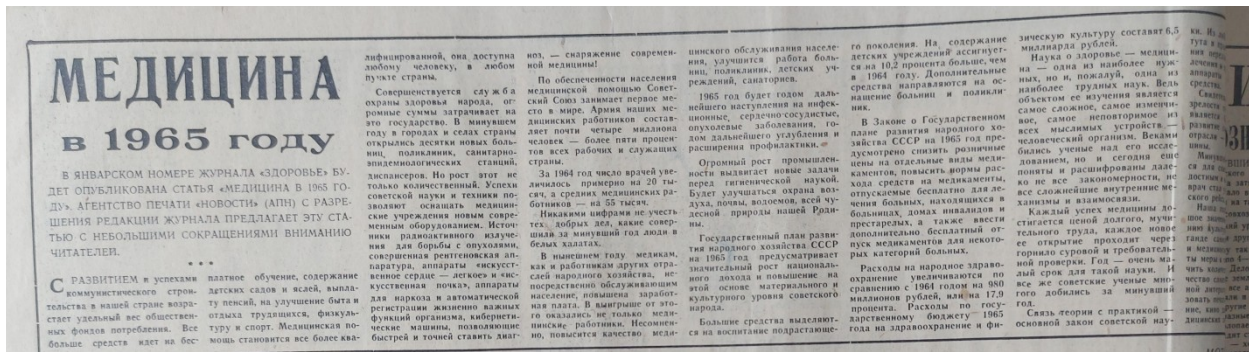 МЕДИЦИНА
в 1965 году
В ЯНВАРСКОМ НОМЕРЕ ЖУРНАЛА «ЗДОРОВЬЕ» БУ-
ДЕТ ОПУБЛИКОВАНА СТАТЬЯ «МЕДИЦИНА В 1965 ГО-
ДУ». АГЕНТСТВО ПЕЧАТИ «НОВОСТИ» (АПН) С РАЗРЕ-
ШЕНИЯ РЕДАКЦИИ ЖУРНАЛА ПРЕДЛАГАЕТ ЭТУ СТА-
ТЬЮ С НЕБОЛЬШИМИ СОКРАЩЕНИЯМИ ВНИМАНИЮ
ЧИТАТЕЛЕЙ.
* * *
С РАЗВИТИЕМ и успехами
коммунистического строи-
тельства в нашей стране возра-
стает удельный вес обществен-
ных фондов потребления. Все
больше средств идет на бес-
платное обучение, содержание
детских садов и яслей, выпла-
ту пенсий, на улучшение быта и
отдыха трудящихся, физкуль-
туру и спорт. Медицинская по-
мощь становится все более ква-
лифицированной, она доступна
любому человеку, в любом
пункте страны.
Совершенствуется служба
охраны здоровья народа, ог-
ромные суммы затрачивает на
это государство. В минувшем
году в городах и селах страны
открылись десятки новых боль-
ниц, поликлиник, санитарно-
эпидемиологических станций,
диспансеров. Но рост этот не
только количественный. Успехи
советской науки и техники по-
зволяют оснащать медицин-
ские учреждения новым совре-
менным оборудованием. Источ-
ники радиоактивного излуче-
ния для борьбы с опухолями,
совершенная рентгеновская ап-
паратура, аппараты «искусст-
венное сердце — легкое» и «ис-
кусственная почка», аппараты
для наркоза и автоматической
регистрации жизненно важных
функций организма, кибернети-
ческие машины, позволяющие
быстрей и точней ставить диаг-
ноз, — снаряжение современ-
ной медицины!
По обеспеченности населения
медицинской помощью Советс-
кий Союз занимает первое ме-
сто в мире. Армия наших ме-
дицинских работников состав-
ляет почти четыре миллиона
человек — более пяти процен-
тов всех рабочих и служащих
страны.
За 1964 год число врачей уве-
личилось примерно на 20 ты-
сяч, а средних медицинских ра-
ботников — на 55 тысяч.
Никакими цифрами не учесть
тех добрых дел, какие совер-
шили за минувший год люди в
белых халатах.
В нынешнем году медикам,
как и работникам других отра-
слей народного хозяйства, не-
посредственно обслуживающим
население, повышена заработ-
ная плата. В выигрыше от это-
го оказались не только меди-
цинские работники. Несомнен-
но, повысится качество меди-
цинского обслуживания населе-
ния, улучшится работа боль-
ниц, поликлиник, детских уч-
реждений, санаториев.
1965 год будет годом даль-
нейшего наступления на инфек-
ционные, сердечно-сосудистые,
опухолевые заболевания, го-
дом дальнейшего углубления и
расширения профилактики.
Огромный рост промышлен-
ности выдвигает новые задачи
перед гигиенической наукой.
Будет улучшаться охрана воз-
духа, почвы, водоемов, всей чу-
десной природы нашей Роди-
ны.
Государственный план разви-
тия народного хозяйства СССР
на 1965 год предусматривает
значительный рост националь-
ного дохода и повышение на
этой основе материального и
культурного уровня советского
народа.
Большие средства выделяют-
ся на воспитание подрастающе-
го поколения. На содержание
детских учреждений ассигнует-
ся на 10,2 процента больше, чем
в 1964 году. Дополнительные
средства направляются на ос-
нащение больниц и поликли-
ник.
В Законе о Государственном
плане развития народного хо-
зяйства СССР на 1965 год пре-
дусмотрено снизить розничные
цены на отдельные виды меди-
каментов, повысить нормы рас-
хода средств на медикаменты,
отпускаемые бесплатно для ле-
чения больных, находящихся в
больницах, домах инвалидов и
престарелых, а также ввести
дополнительно бесплатный от-
пуск медикаментов для некото-
рых категорий больных.
Расходы на народное здраво-
охранение увеличиваются по
сравнению с 1964 годом на 980
миллионов рублей, или на 17,9
процента. Расходы по госу-
дарственному бюджету 1965
года на здравоохранение и фи-
зическую культуру составят 6,5
миллиарда рублей.
Наука о здоровье — медици-
на — одна из наиболее нуж-
ных, но и, пожалуй, одна из
наиболее трудных наук. Ведь
объектом ее изучения является
самое сложное, самое изменчи-
вое, самое неповторимое из
всех мыслимых устройств —
человеческий организм. Веками
бились ученые над его иссле-
дованием, но и сегодня еще
поняты и расшифрованы дале-
ко не все закономерности, не
все сложнейшие внутренние ме-
ханизмы и взаимосвязи.
Каждый успех медицины до-
стигается ценой долгого, мучи-
тельного труда, каждое новое
ее открытие проходит через
горнило суровой и требователь-
ной проверки. Год — очень ма-
лый срок для такой науки. И
все же советские ученые мно-
гого добились за минувший
год.
Связь теории с практикой —
основной закон советской нау-
ки.